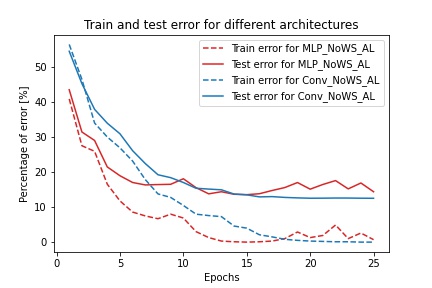 Train and test error for different architectures
Train error for MLP_NoWS_AL
Test error for MLP_NoWS_AL
Train error for Conv_NoWS_AL
Test error for Conv_NoWS_AL
Percentage of error [%]
50
40
30
20
10
0
0
5
10
15
20
25
Epochs